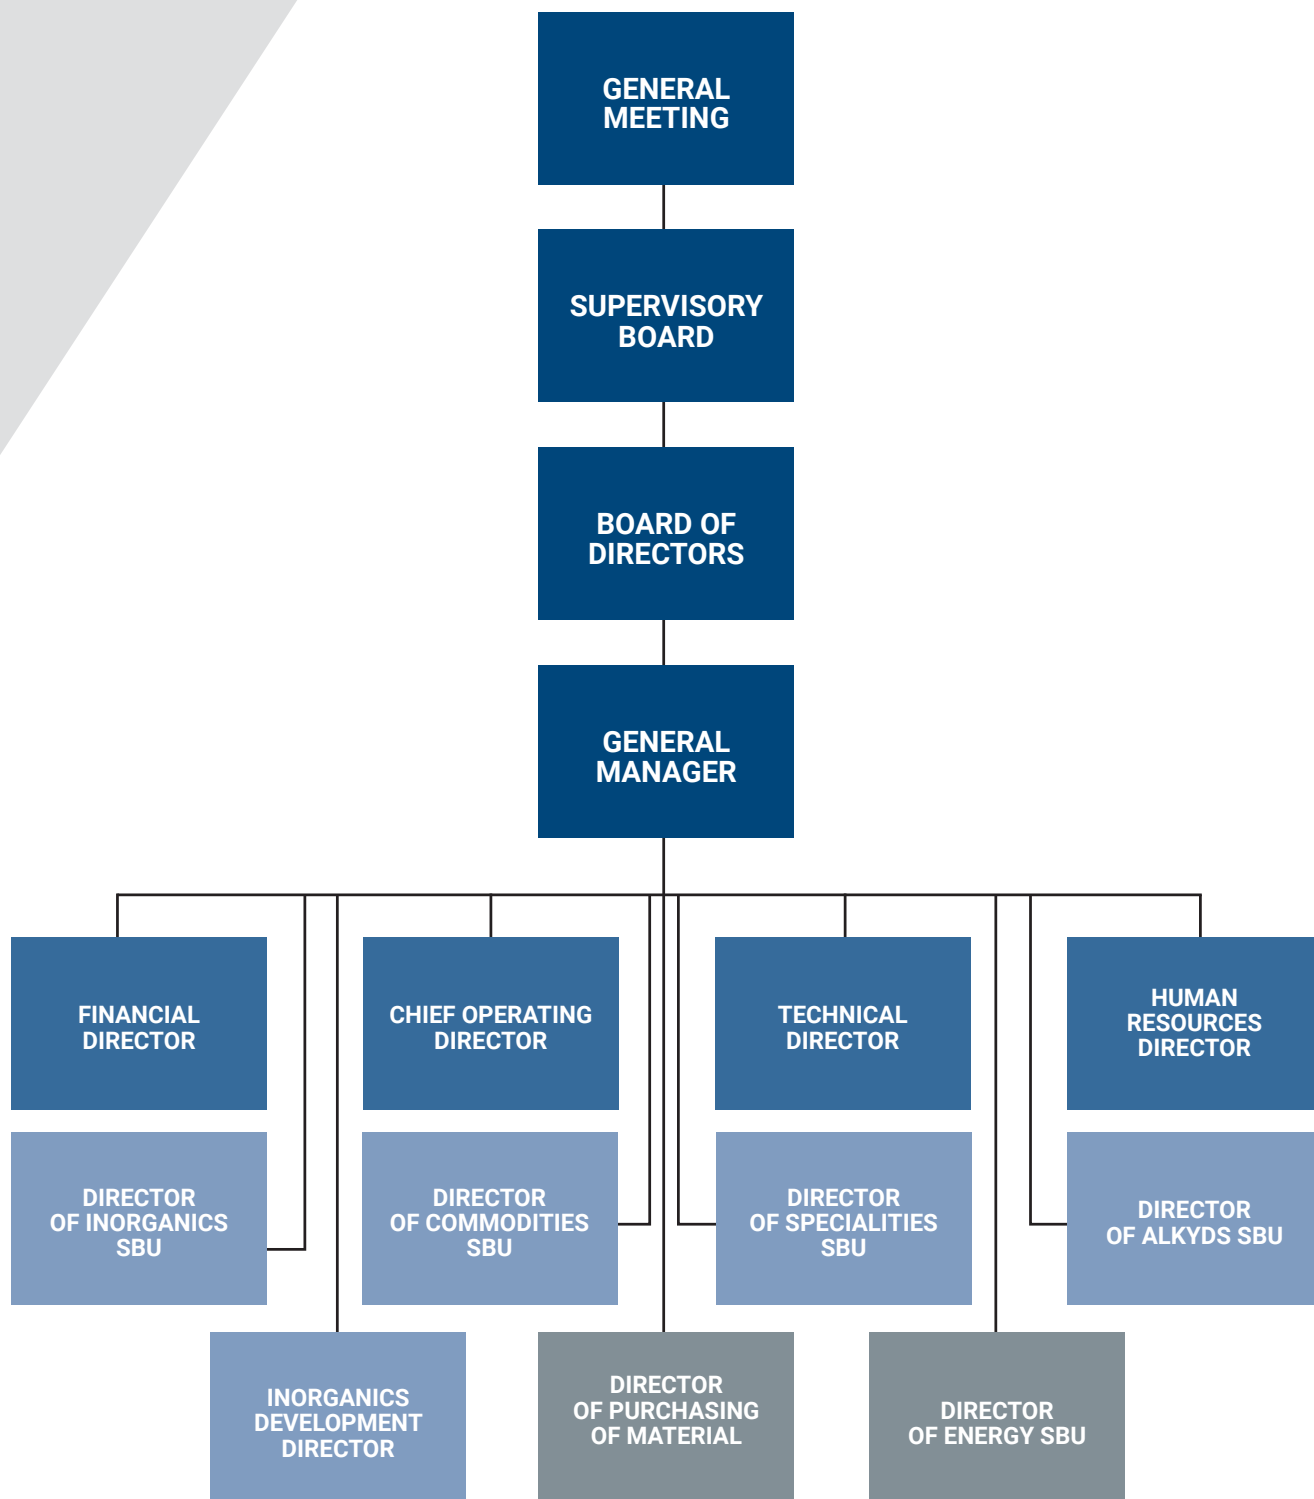 GENERAL
MEETING
SUPERVISORY
BOARD
BOARD OF
DIRECTORS
GENERAL
MANAGER
FINANCIAL
DIRECTOR
CHIEF OPERATING
DIRECTOR
TECHNICAL
DIRECTOR
HUMAN
RESOURCES
DIRECTOR
DIRECTOR
OF INORGANICS
SBU
DIRECTOR
OF COMMODITIES
SBU
DIRECTOR
OF SPECIALITIES
SBU
DIRECTOR
OF ALKYDS SBU
INORGANICS
DEVELOPMENT
DIRECTOR
DIRECTOR
OF PURCHASING
OF MATERIAL
DIRECTOR
OF ENERGY SBU